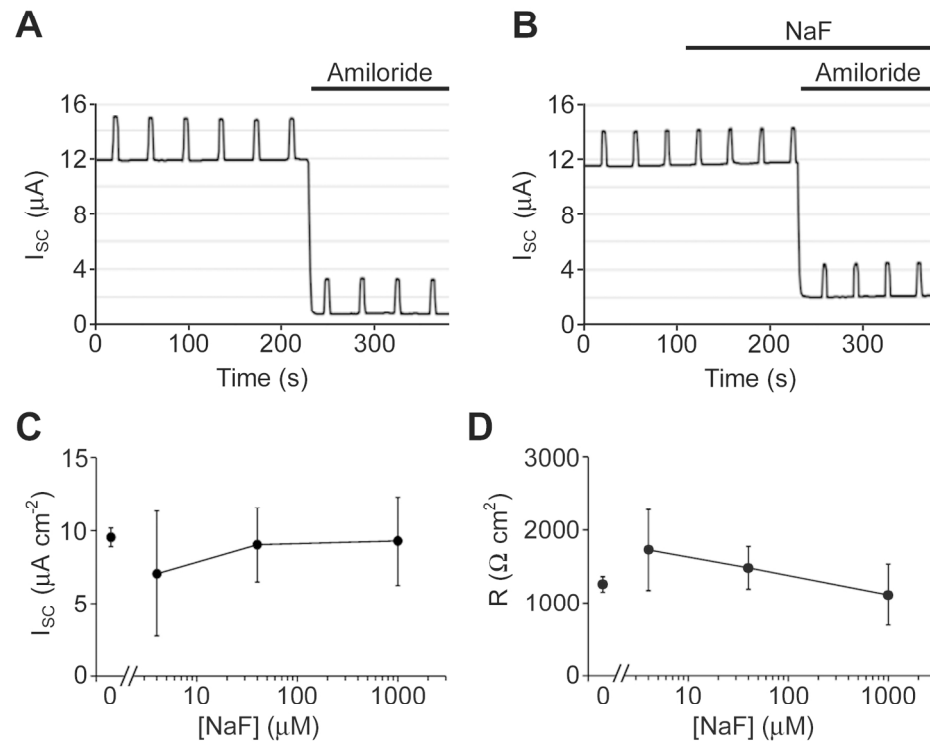 A
Amiloride
I_SC (μA)
16
12
8
4
0
0 100 200 300
Time (s)
B
NaF
Amiloride
I_SC (μA)
16
12
8
4
0
0 100 200 300
Time (s)
C
I_SC (μA cm⁻²)
15
10
5
0
0 10 100 1000
[NaF] (μM)
D
R (Ω cm²)
3000
2000
1000
0
0 10 100 1000
[NaF] (μM)